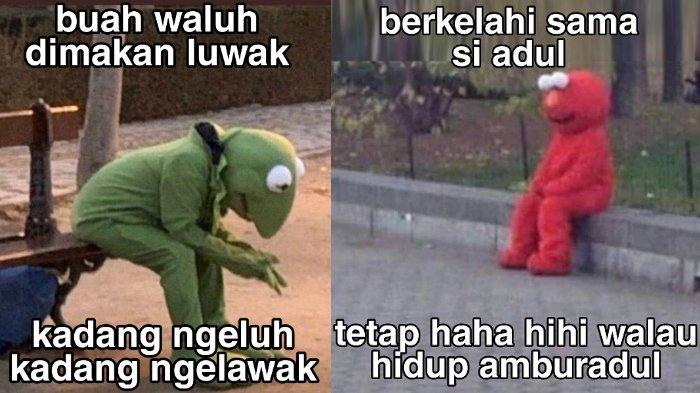 buah waluh
dimakan luwak
kadang ngeluh
kadang ngelawak
berkelahi sama
si adul
tetap haha hihi walau
hidup amburadul